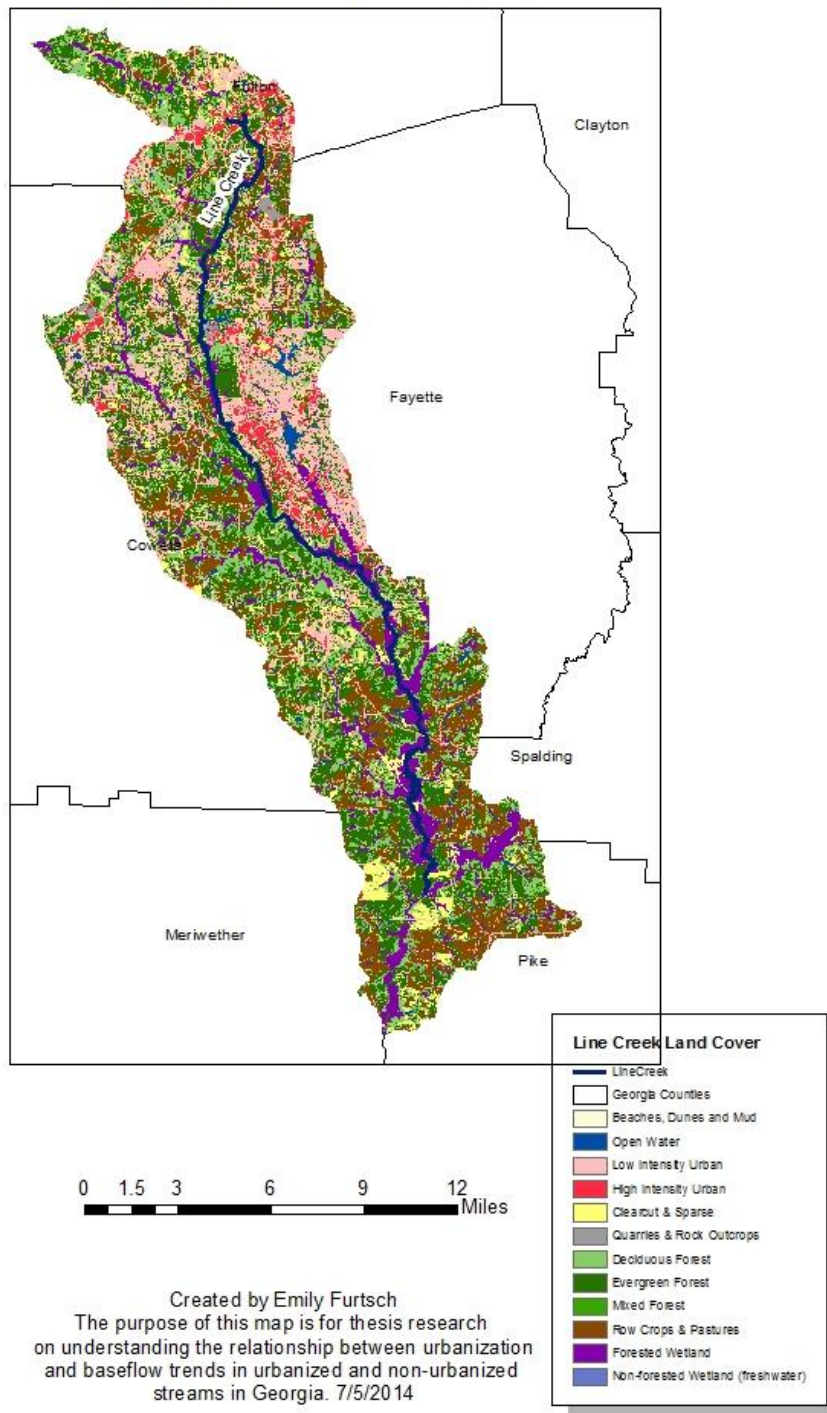 Fulton
Clayton
Line Creek
Fayette
Coweta
Spalding
Meriwether
Pike
Line Creek Land Cover
LineCreek
Georgia Counties
Beaches, Dunes and Mud
Open Water
Low Intensity Urban
High Intensity Urban
Clearcut & Sparse
Quarries & Rock Outcrops
Deciduous Forest
Evergreen Forest
Mixed Forest
Row Crops & Pastures
Forested Wetland
Non-forested Wetland (freshwater)
0 1.5 3 6 9 12
Miles
Created by Emily Furtsch
The purpose of this map is for thesis research
on understanding the relationship between urbanization
and baseflow trends in urbanized and non-urbanized
streams in Georgia. 7/5/2014